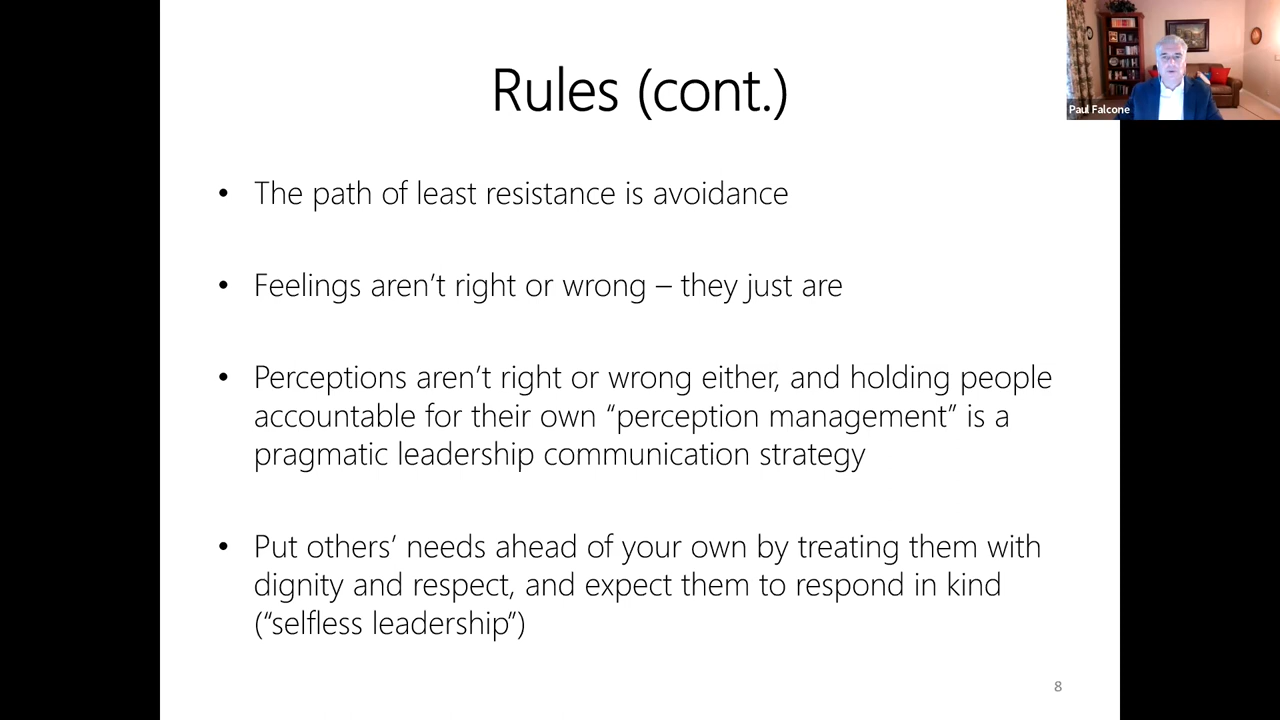 Rules (cont.)
Paul Falcone
• The path of least resistance is avoidance
• Feelings aren’t right or wrong – they just are
• Perceptions aren’t right or wrong either, and holding people
accountable for their own “perception management” is a
pragmatic leadership communication strategy
• Put others‘ needs ahead of your own by treating them with
dignity and respect, and expect them to respond in kind
(“selfless leadership”)
8